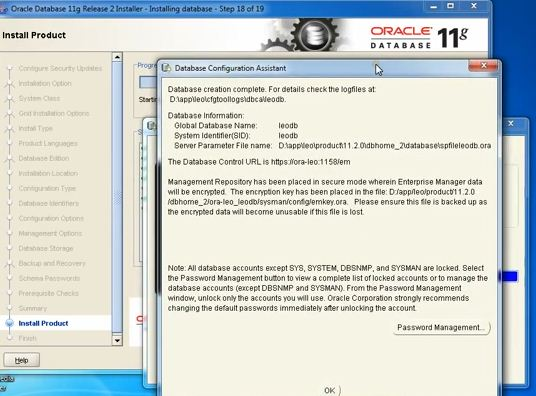 Oracle Database 11g Release 2 Installer - Installing database - Step 18 of 19
Install Product
ORACLE
DATABASE 11g
Configure Security Updates
Installation Option
System Class
Grid Installation Options
Install Type
Product Languages
Database Edition
Installation Location
Configuration Type
Database Identifiers
Configuration Options
Management Options
Database Storage
Backup and Recovery
Schema Passwords
Prerequisite Checks
Summary
Install Product
Finish
Help
Database Configuration Assistant
Database creation complete. For details check the logfiles at:
D:\app\leo\cfgtoollogs\dbca\leodb.
Database Information:
Global Database Name: leodb
System Identifier(SID): leodb
Server Parameter File name: D:\app\leo\product\11.2.0\dbhome_2\database\spfileleodb.ora
The Database Control URL is https://ora-leo:1158/em
Management Repository has been placed in secure mode wherein Enterprise Manager data
will be encrypted. The encryption key has been placed in the file: D:/app/leo/product/11.2.0
/dbhome_2/ora-leo_leodb/sysman/config/emkey.ora. Please ensure this file is backed up as
the encrypted data will become unusable if this file is lost.
Note: All database accounts except SYS, SYSTEM, DBSNMP, and SYSMAN are locked. Select
the Password Management button to view a complete list of locked accounts or to manage the
database accounts (except DBSNMP and SYSMAN). From the Password Management
window, unlock only the accounts you will use. Oracle Corporation strongly recommends
changing the default passwords immediately after unlocking the account.
Password Management...
OK